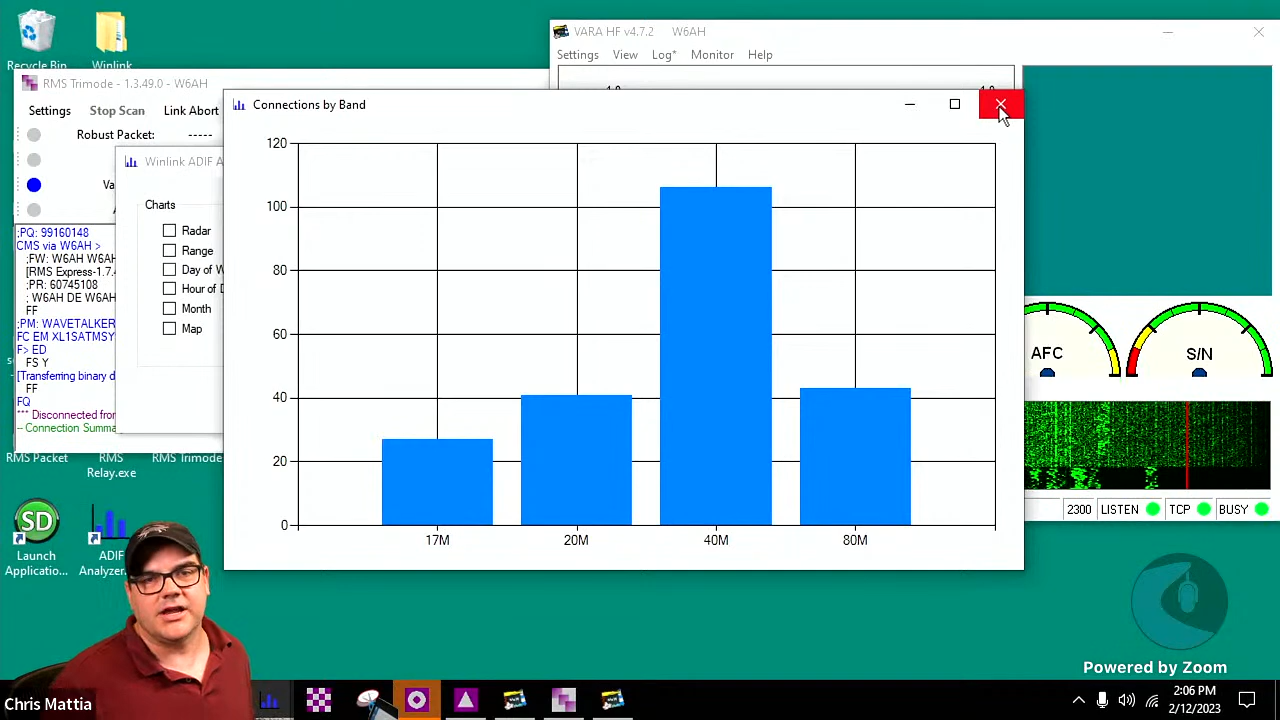 Recycle Bin
Winlink
VARA HF v4.7.2 W6AH
Settings View Log* Monitor Help
RMS Trimode - 1.3.49.0 - W6AH
Settings Stop Scan Link Abort
Robust Packet: -----
Connections by Band
Winlink ADIF A
Va
Charts
Radar
Range
Day of W
Hour of D
Month
Map
;PQ: 99160148
CMS via W6AH >
;FW: W6AH W6AH
[RMS Express-1.7.4
;PR: 60745108
; W6AH DE W6AH
FF
;PM: WAVETALKER
FC EM XL1SATMSY
F> ED
FS Y
[Transferring binary d
FF
FQ
*** Disconnected from
-- Connection Summa
120
100
80
60
40
20
0
17M 20M 40M 80M
AFC
S/N
2300 LISTEN TCP BUSY
RMS Packet
RMS
Relay.exe
RMS Trimode
SD
Launch
Applicatio...
ADIF
Analyzer.
Powered by Zoom
Chris Mattia
2:06 PM
2/12/2023